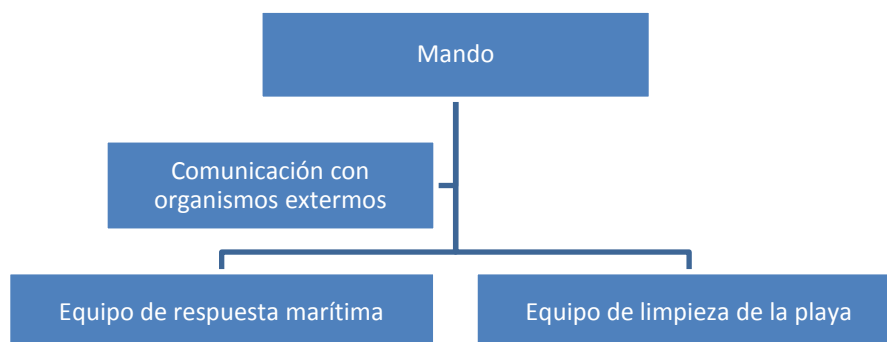 Mando
Comunicación con
organismos extermos
Equipo de respuesta marítima
Equipo de limpieza de la playa